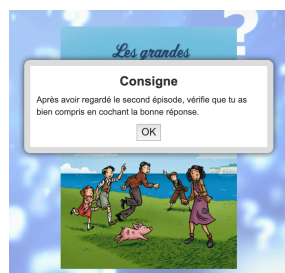 Les grandes
Consigne
Après avoir regardé le second épisode, vérifie que tu as
bien compris en cochant la bonne réponse.
OK